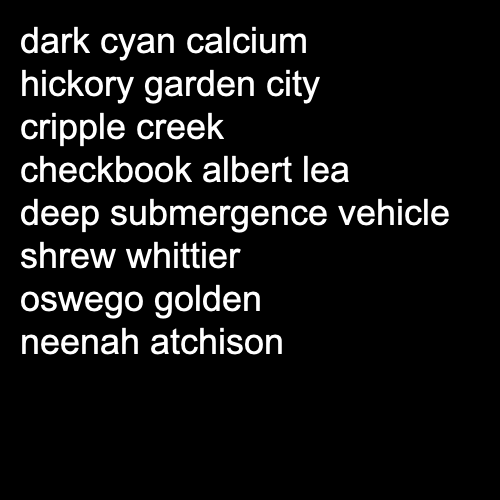 dark cyan calcium
hickory garden city
cripple creek
checkbook albert lea
deep submergence vehicle
shrew whittier
oswego golden
neenah atchison